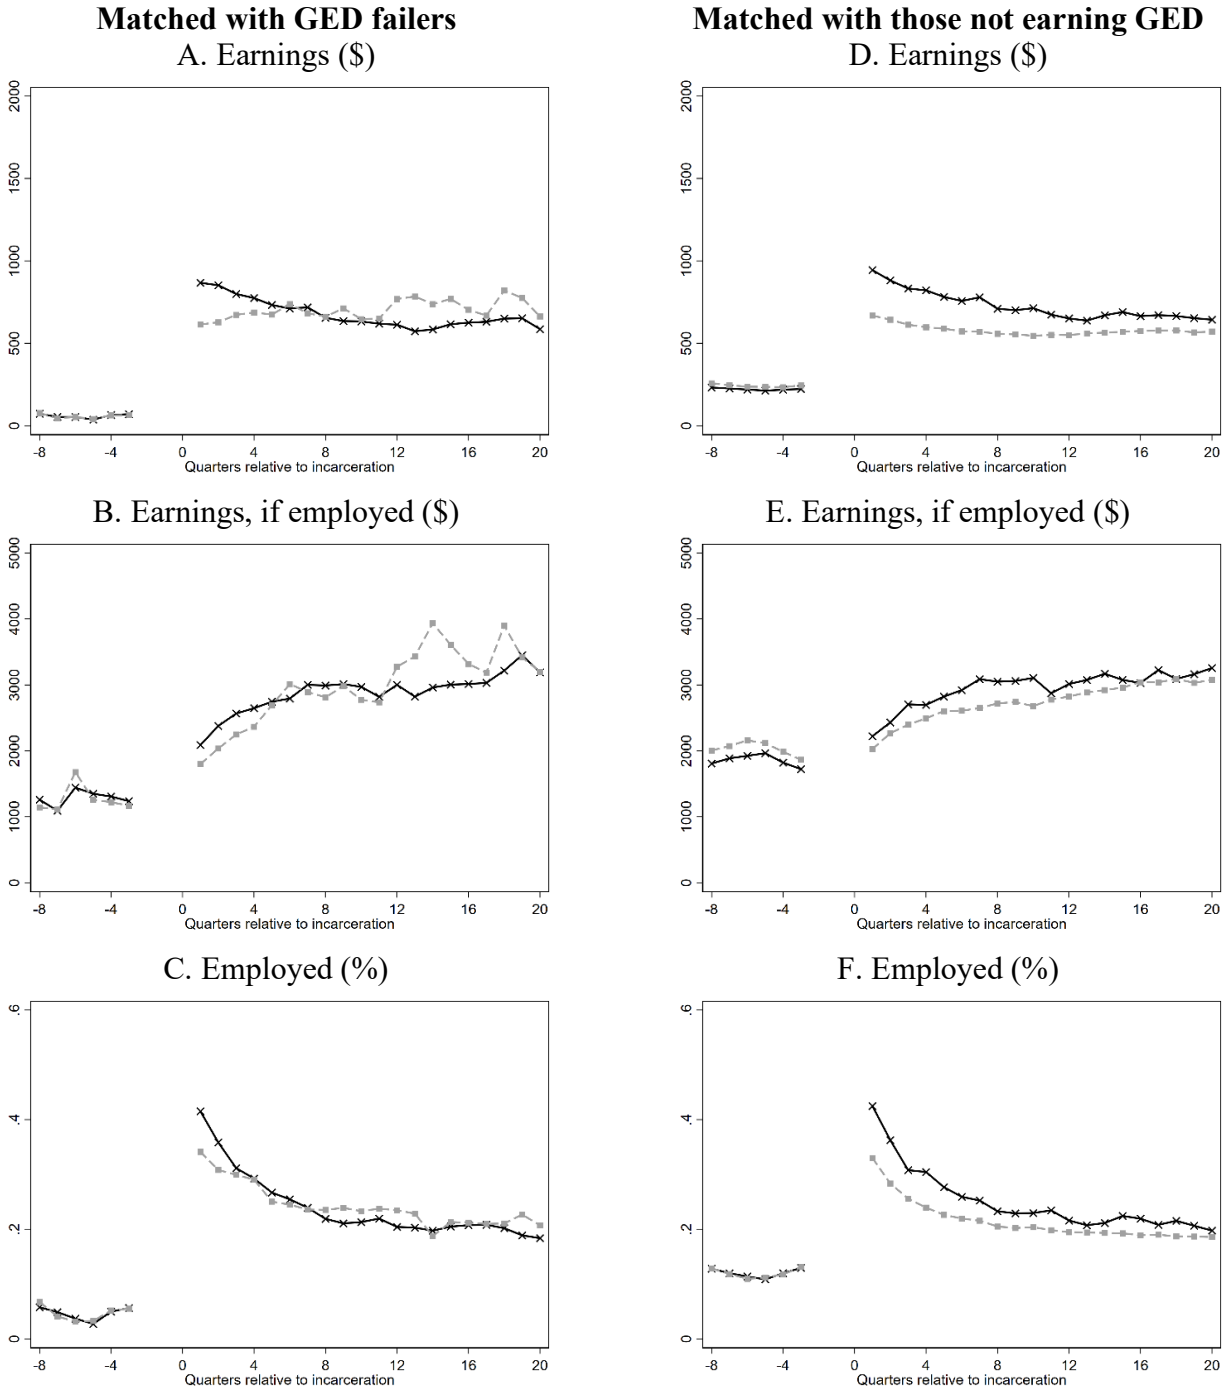 Matched with GED failers
A. Earnings ($)
2000
1500
1000
500
0
-8 -4 0 4 8 12 16 20
Quarters relative to incarceration
B. Earnings, if employed ($)
5000
4000
3000
2000
1000
0
-8 -4 0 4 8 12 16 20
Quarters relative to incarceration
C. Employed (%)
.6
.4
.2
0
-8 -4 0 4 8 12 16 20
Quarters relative to incarceration
Matched with those not earning GED
D. Earnings ($)
2000
1500
1000
500
0
-8 -4 0 4 8 12 16 20
Quarters relative to incarceration
E. Earnings, if employed ($)
5000
4000
3000
2000
1000
0
-8 -4 0 4 8 12 16 20
Quarters relative to incarceration
F. Employed (%)
.6
.4
.2
0
-8 -4 0 4 8 12 16 20
Quarters relative to incarceration